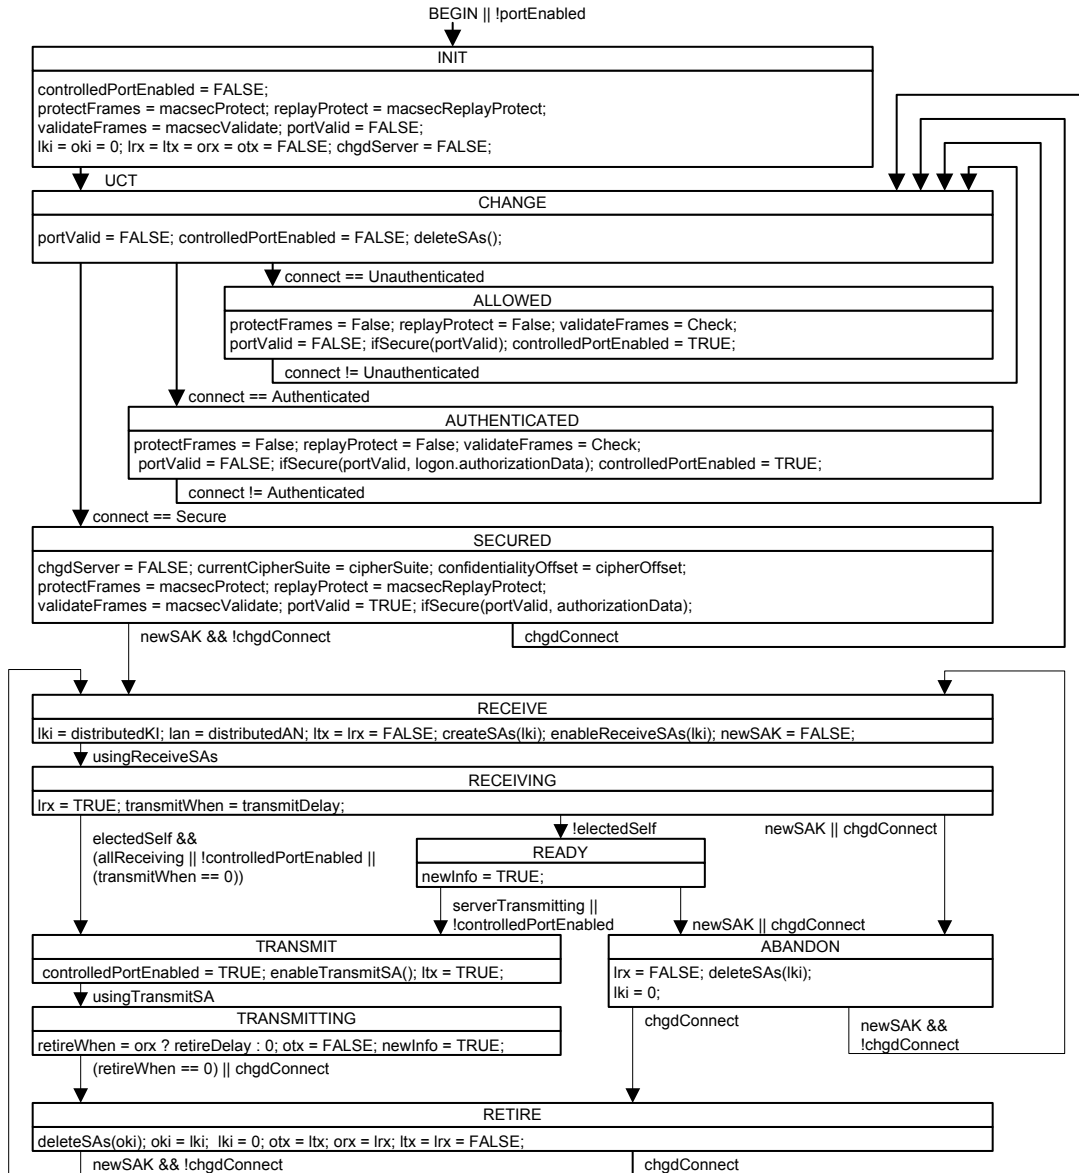 BEGIN || !portEnabled
INIT
controlledPortEnabled = FALSE;
protectFrames = macsecProtect; replayProtect = macsecReplayProtect;
validateFrames = macsecValidate; portValid = FALSE;
lki = oki = 0; lrx = ltx = orx = otx = FALSE; chgdServer = FALSE;
UCT
CHANGE
portValid = FALSE; controlledPortEnabled = FALSE; deleteSAs();
connect == Unauthenticated
ALLOWED
protectFrames = False; replayProtect = False; validateFrames = Check;
portValid = FALSE; ifSecure(portValid); controlledPortEnabled = TRUE;
connect != Unauthenticated
connect == Authenticated
AUTHENTICATED
protectFrames = False; replayProtect = False; validateFrames = Check;
portValid = FALSE; ifSecure(portValid, logon.authorizationData); controlledPortEnabled = TRUE;
connect != Authenticated
connect == Secure
SECURED
chgdServer = FALSE; currentCipherSuite = cipherSuite; confidentialityOffset = cipherOffset;
protectFrames = macsecProtect; replayProtect = macsecReplayProtect;
validateFrames = macsecValidate; portValid = TRUE; ifSecure(portValid, authorizationData);
newSAK && !chgdConnect
chgdConnect
RECEIVE
lki = distributedKI; lan = distributedAN; ltx = lrx = FALSE; createSAs(lki); enableReceiveSAs(lki); newSAK = FALSE;
usingReceiveSAs
RECEIVING
lrx = TRUE; transmitWhen = transmitDelay;
electedSelf &&
(allReceiving || !controlledPortEnabled ||
(transmitWhen == 0))
!electedSelf
newSAK || chgdConnect
READY
newInfo = TRUE;
serverTransmitting ||
!controlledPortEnabled
newSAK || chgdConnect
TRANSMIT
controlledPortEnabled = TRUE; enableTransmitSA(); ltx = TRUE;
ABANDON
lrx = FALSE; deleteSAs(lki);
lki = 0;
usingTransmitSA
TRANSMITTING
retireWhen = orx ? retireDelay : 0; otx = FALSE; newInfo = TRUE;
chgdConnect
newSAK &&
!chgdConnect
(retireWhen == 0) || chgdConnect
RETIRE
deleteSAs(oki); oki = lki; lki = 0; otx = ltx; orx = lrx; ltx = lrx = FALSE;
newSAK && !chgdConnect
chgdConnect